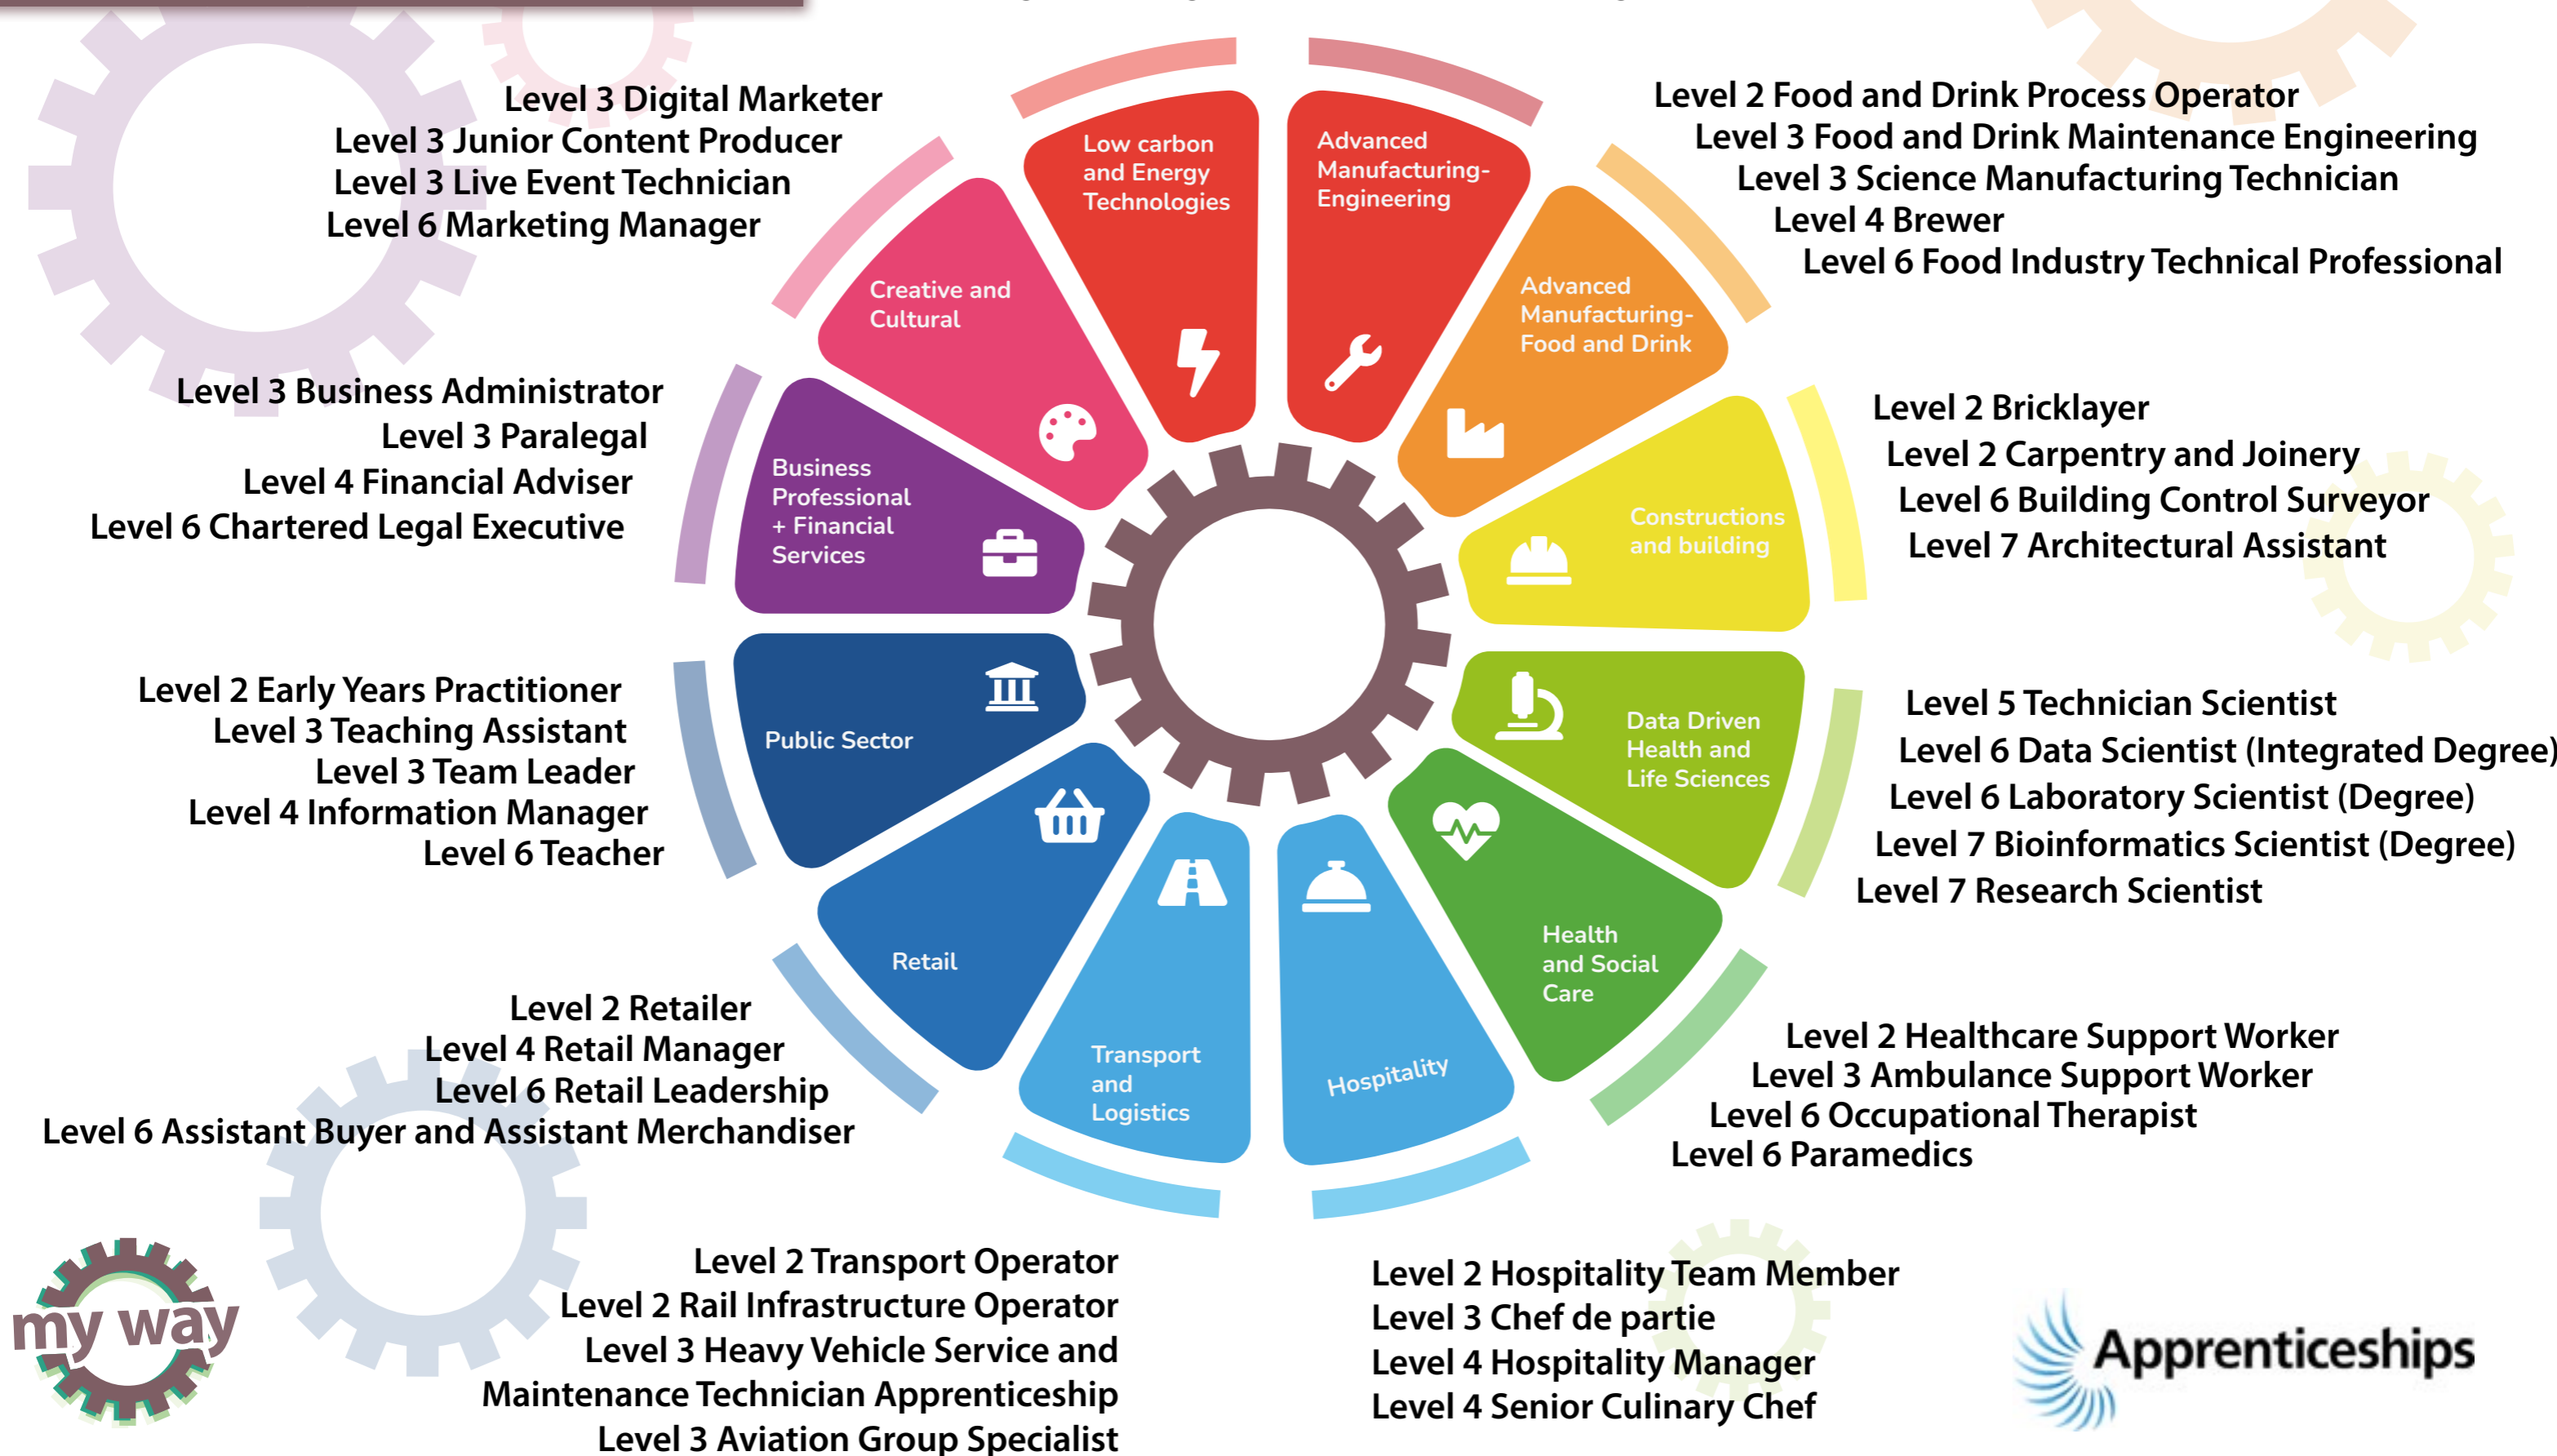 Low carbon
and Energy
Technologies
Advanced
Manufacturing-
Engineering
Level 2 Food and Drink Process Operator
Level 3 Food and Drink Maintenance Engineering
Level 3 Science Manufacturing Technician
Level 4 Brewer
Level 6 Food Industry Technical Professional
Advanced
Manufacturing-
Food and Drink
Level 2 Bricklayer
Level 2 Carpentry and Joinery
Level 6 Building Control Surveyor
Level 7 Architectural Assistant
Constructions
and building
Level 5 Technician Scientist
Level 6 Data Scientist (Integrated Degree)
Level 6 Laboratory Scientist (Degree)
Level 7 Bioinformatics Scientist (Degree)
Level 7 Research Scientist
Data Driven
Health and
Life Sciences
Level 2 Healthcare Support Worker
Level 3 Ambulance Support Worker
Level 6 Occupational Therapist
Level 6 Paramedics
Health
and Social
Care
Hospitality
Level 2 Hospitality Team Member
Level 3 Chef de partie
Level 4 Hospitality Manager
Level 4 Senior Culinary Chef
Transport
and
Logistics
Level 2 Transport Operator
Level 2 Rail Infrastructure Operator
Level 3 Heavy Vehicle Service and
Maintenance Technician Apprenticeship
Level 3 Aviation Group Specialist
Retail
Level 2 Retailer
Level 4 Retail Manager
Level 6 Retail Leadership
Level 6 Assistant Buyer and Assistant Merchandiser
Public Sector
Level 2 Early Years Practitioner
Level 3 Teaching Assistant
Level 3 Team Leader
Level 4 Information Manager
Level 6 Teacher
Business
Professional
+ Financial
Services
Level 3 Business Administrator
Level 3 Paralegal
Level 4 Financial Adviser
Level 6 Chartered Legal Executive
Creative and
Cultural
Level 3 Digital Marketer
Level 3 Junior Content Producer
Level 3 Live Event Technician
Level 6 Marketing Manager
my way
Apprenticeships